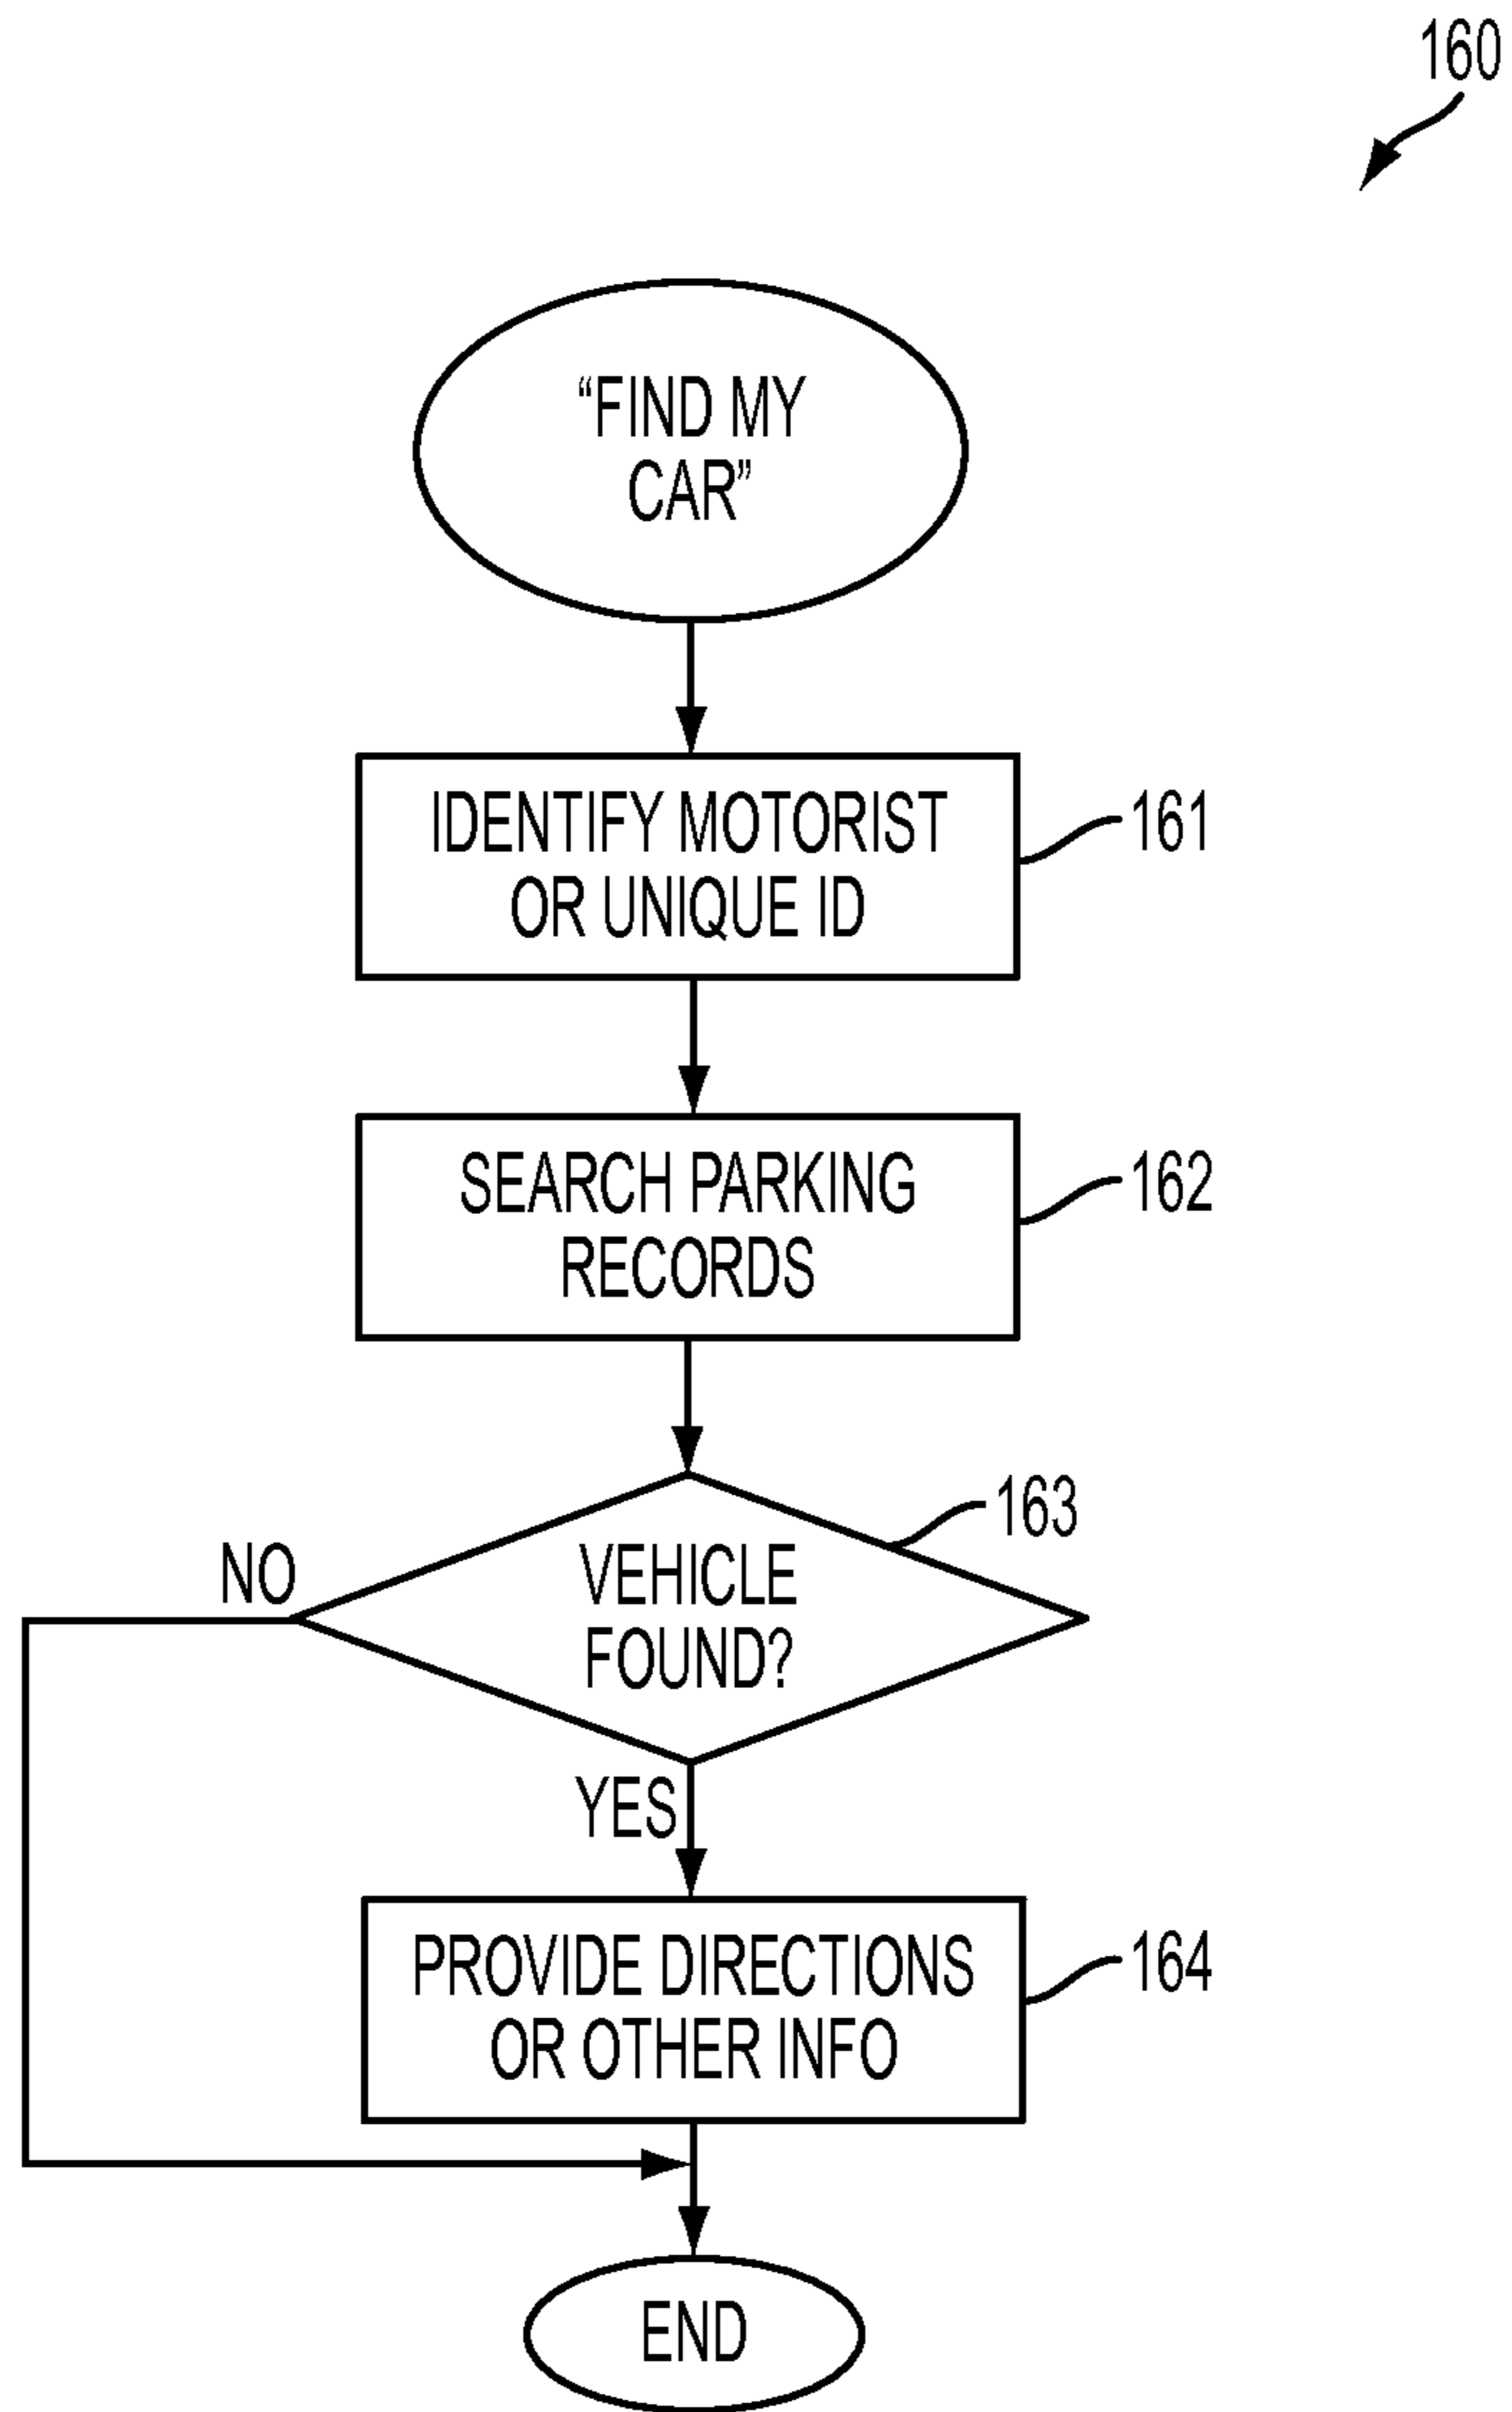 160
“FIND MY
CAR”
IDENTIFY MOTORIST
OR UNIQUE ID
161
SEARCH PARKING
RECORDS
162
163
NO
VEHICLE
FOUND?
YES
PROVIDE DIRECTIONS
OR OTHER INFO
164
END